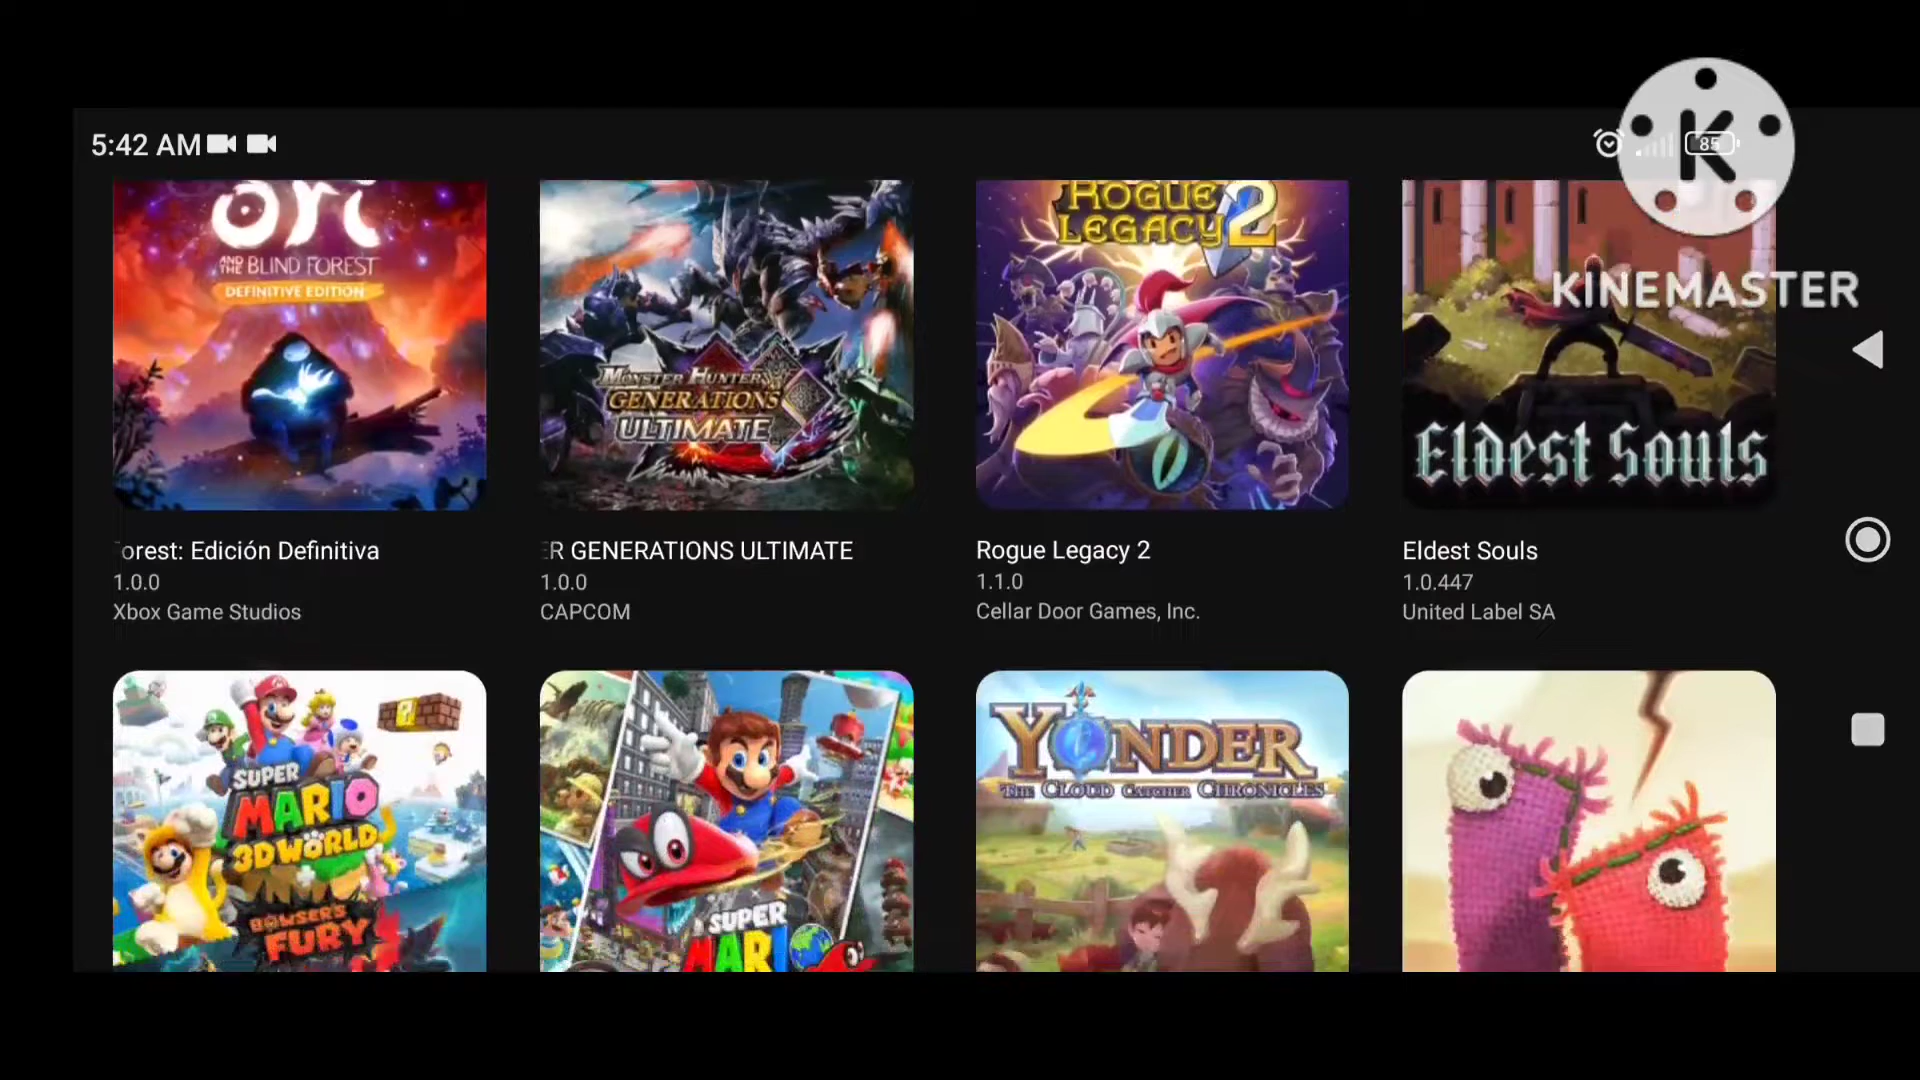 5:42 AM
85
K
KINEMASTER
ori
AND THE BLIND FOREST
DEFINITIVE EDITION
MONSTER HUNTER
GENERATIONS
ULTIMATE
ROGUE
LEGACY 2
Eldest Souls
orest: Edición Definitiva
1.0.0
Xbox Game Studios
ER GENERATIONS ULTIMATE
1.0.0
CAPCOM
Rogue Legacy 2
1.1.0
Cellar Door Games, Inc.
Eldest Souls
1.0.447
United Label SA
SUPER
MARIO
3D WORLD
BOWSER'S
FURY
SUPER
MARI
YONDER
THE CLOUD CATCHER CHRONICLES